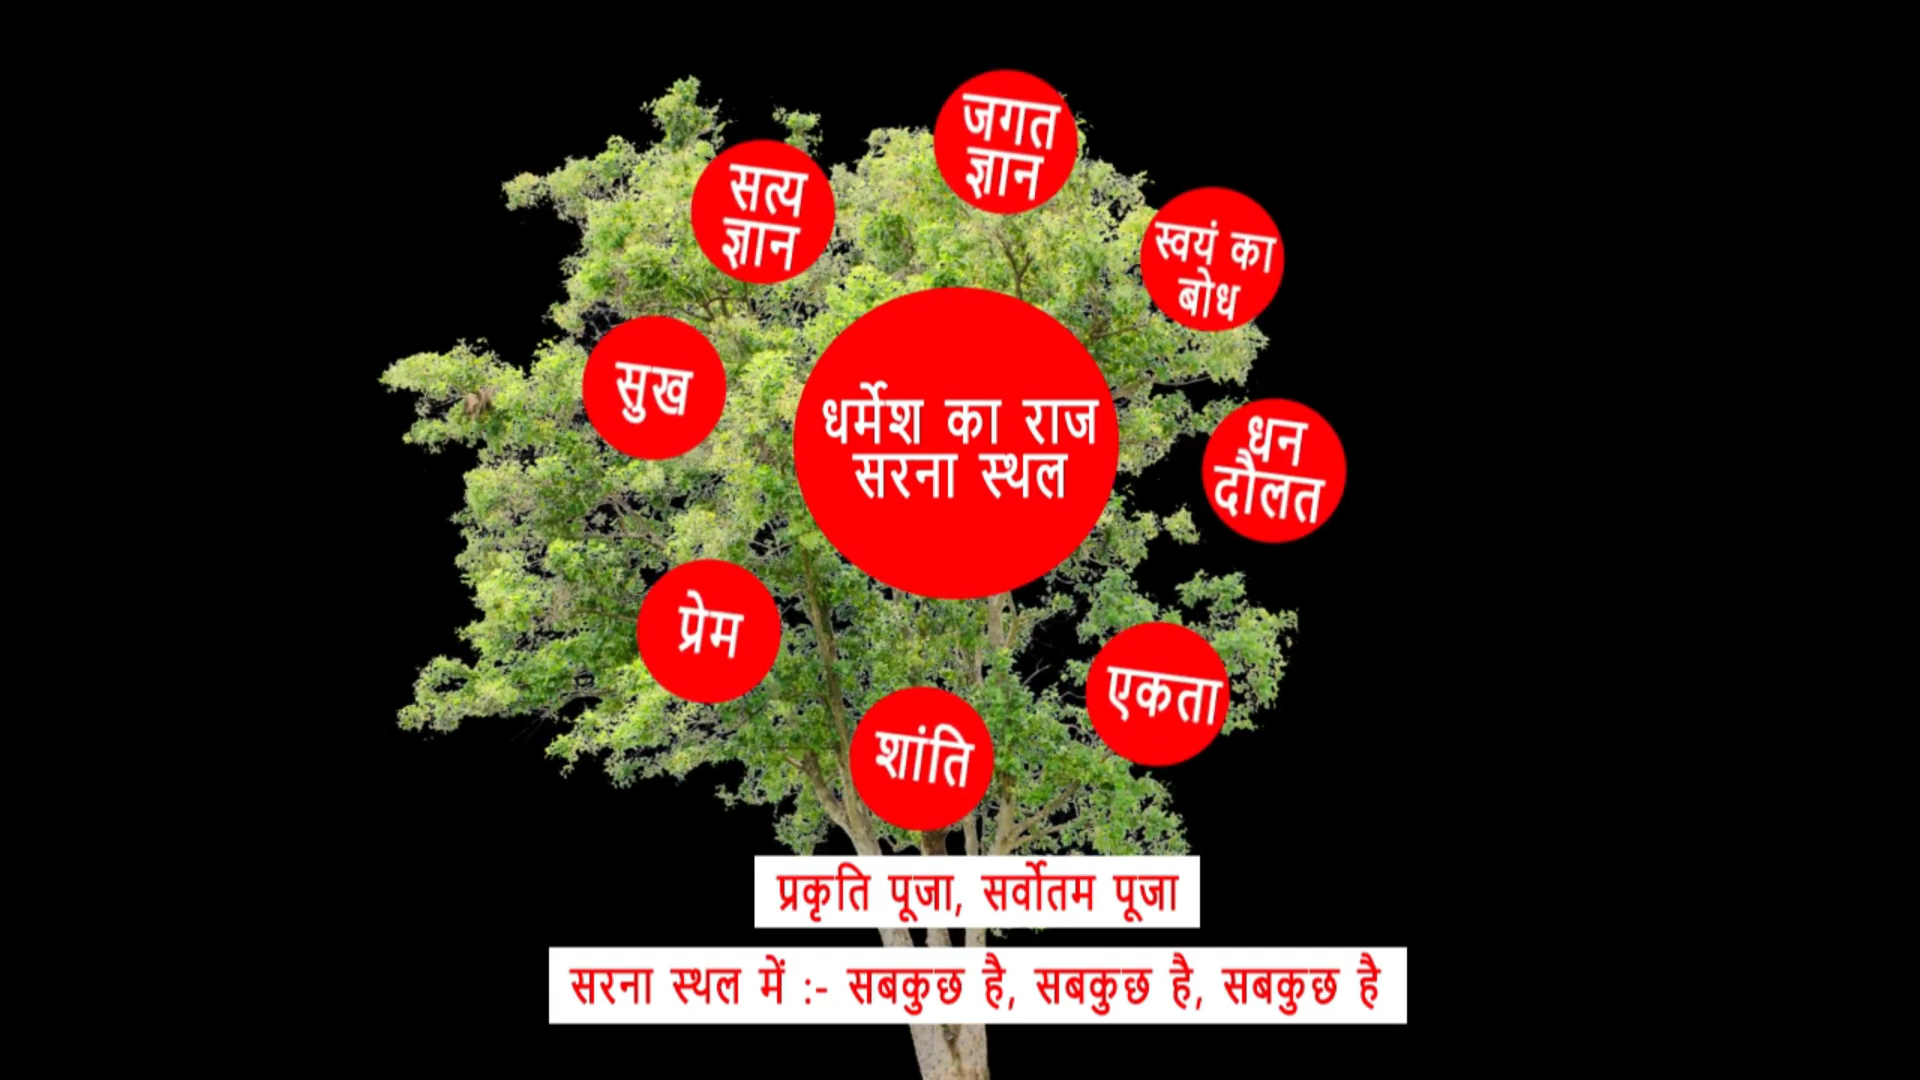 जगत
ज्ञान
सत्य
ज्ञान
स्वयं का
बोध
सुख
धर्मेश का राज
सरना स्थल
धन
दौलत
प्रेम
एकता
शांति
प्रकृति पूजा, सर्वोतम पूजा
सरना स्थल में :- सबकुछ है, सबकुछ है, सबकुछ है